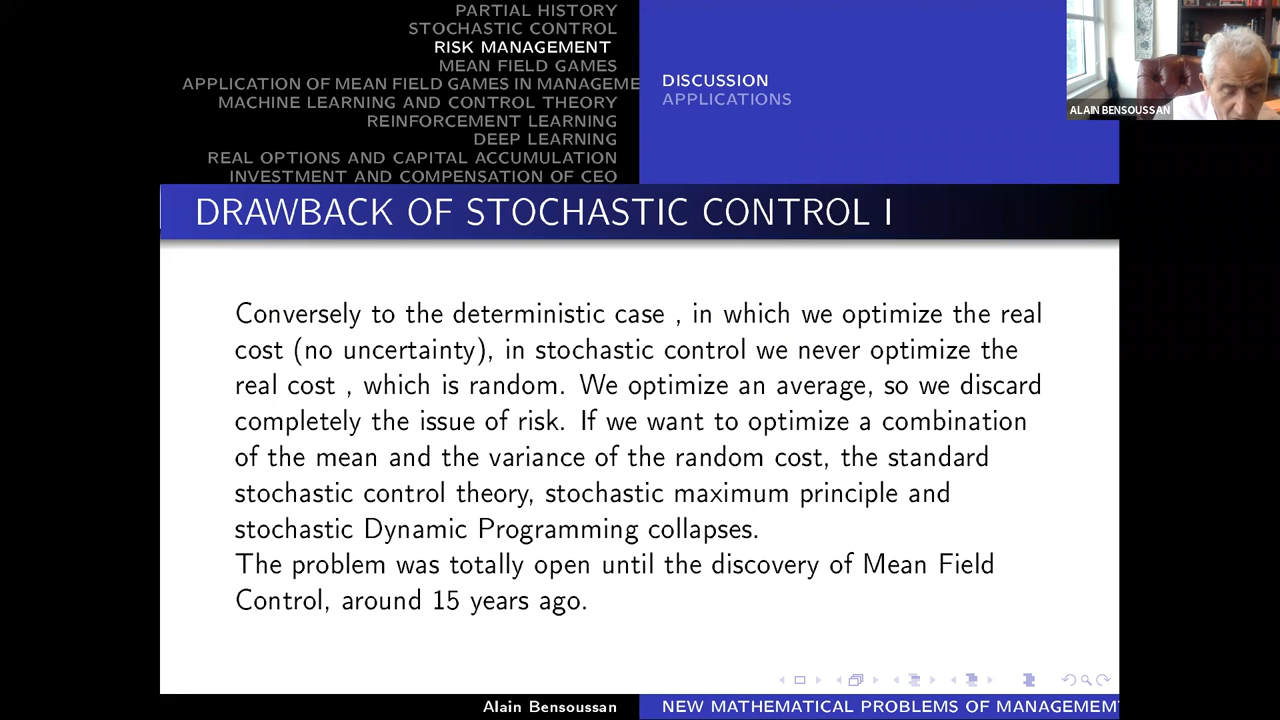 PARTIAL HISTORY
STOCHASTIC CONTROL
RISK MANAGEMENT
MEAN FIELD GAMES
APPLICATION OF MEAN FIELD GAMES IN MANAGEME
MACHINE LEARNING AND CONTROL THEORY
REINFORCEMENT LEARNING
DEEP LEARNING
REAL OPTIONS AND CAPITAL ACCUMULATION
INVESTMENT AND COMPENSATION OF CEO
DISCUSSION
APPLICATIONS
ALAIN BENSOUSSAN
DRAWBACK OF STOCHASTIC CONTROL I
Conversely to the deterministic case , in which we optimize the real
cost (no uncertainty), in stochastic control we never optimize the
real cost , which is random. We optimize an average, so we discard
completely the issue of risk. If we want to optimize a combination
of the mean and the variance of the random cost, the standard
stochastic control theory, stochastic maximum principle and
stochastic Dynamic Programming collapses.
The problem was totally open until the discovery of Mean Field
Control, around 15 years ago.
Alain Bensoussan
NEW MATHEMATICAL PROBLEMS OF MANAGEMENT